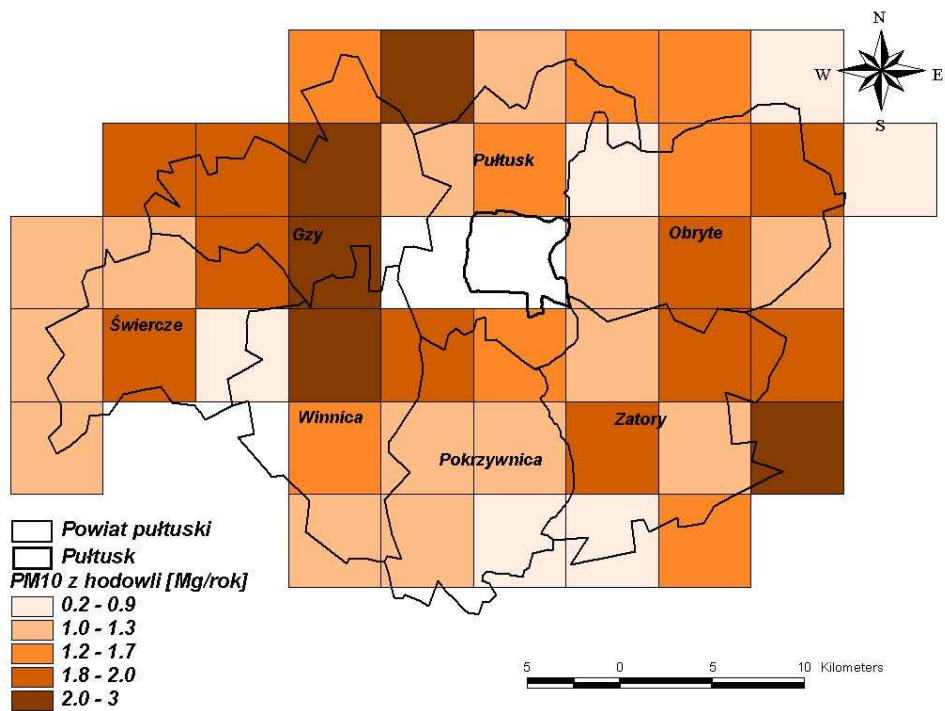 N
W E
S
Pułtusk
Gzy
Obryte
Świercze
Winnica
Zatory
Pokrzywnica
Powiat pułtuski
Pułtusk
PM10 z hodowli [Mg/rok]
0.2 - 0.9
1.0 - 1.3
1.2 - 1.7
1.8 - 2.0
2.0 - 3
5 0 5 10 Kilometers